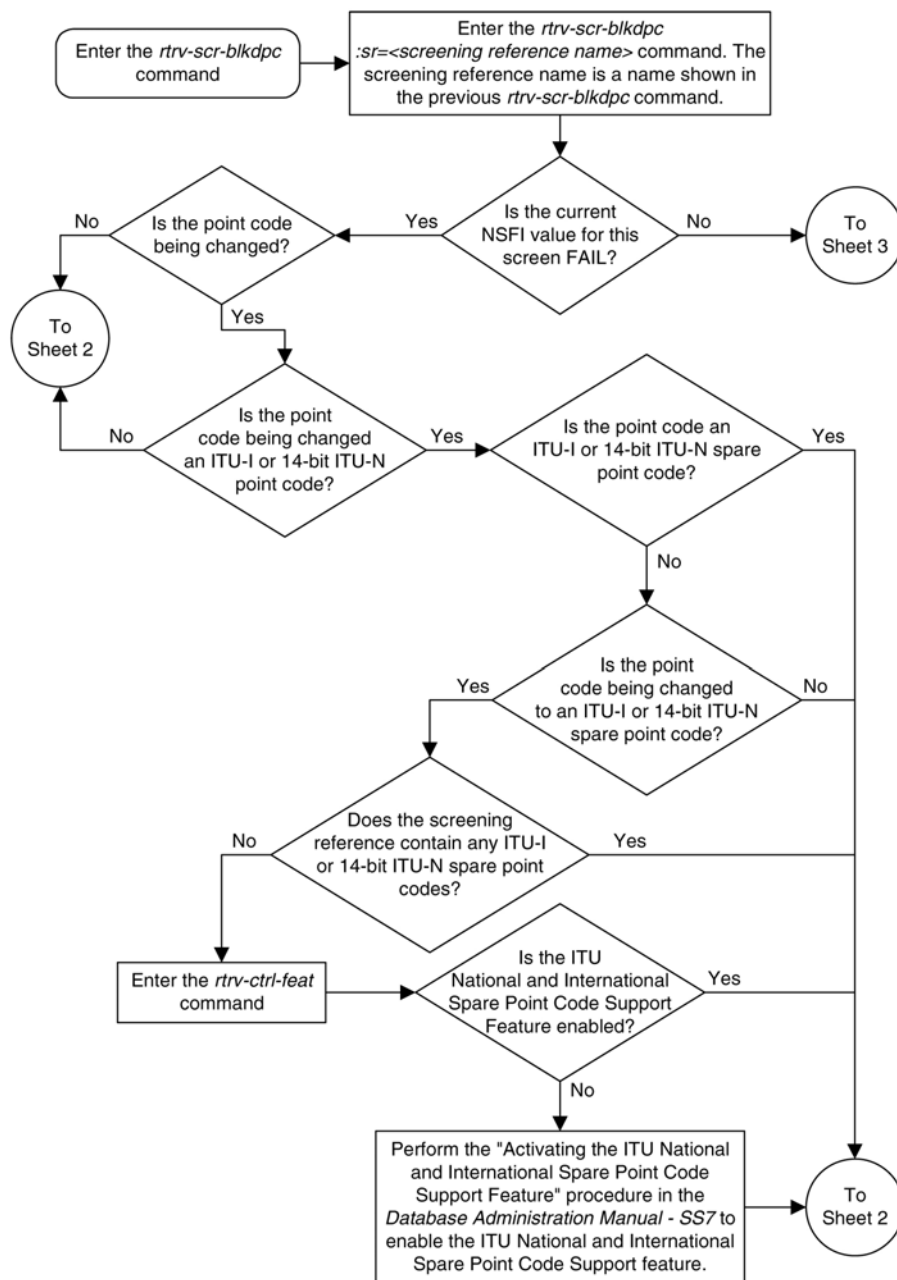 Enter the rtrv-scr-blkdpc
command
Enter the rtrv-scr-blkdpc
:sr=<screening reference name> command. The
screening reference name is a name shown in
the previous rtrv-scr-blkdpc command.
Is the current
NSFI value for this
screen FAIL?
Yes
No
To
Sheet 3
Is the point code
being changed?
No
Yes
To
Sheet 2
Is the point
code being changed
an ITU-I or 14-bit ITU-N
point code?
No
Yes
Is the point code an
ITU-I or 14-bit ITU-N spare
point code?
Yes
No
Is the point
code being changed
to an ITU-I or 14-bit ITU-N
spare point code?
Yes
No
Does the screening
reference contain any ITU-I
or 14-bit ITU-N spare point
codes?
No
Yes
Enter the rtrv-ctrl-feat
command
Is the ITU
National and International
Spare Point Code Support
Feature enabled?
Yes
No
Perform the "Activating the ITU National
and International Spare Point Code
Support Feature" procedure in the
Database Administration Manual - SS7 to
enable the ITU National and International
Spare Point Code Support feature.
To
Sheet 2